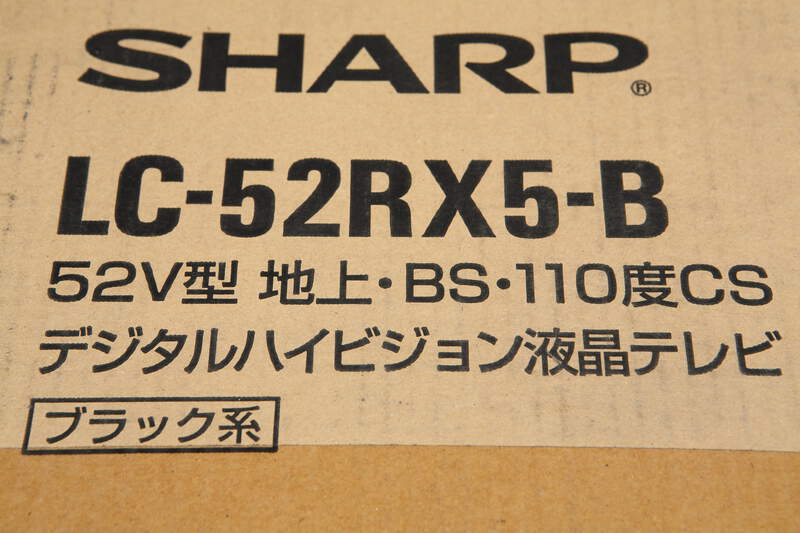 SHARP®
LC-52RX5-B
52V型 地上・BS・110度CS
デジタルハイビジョン液晶テレビ
ブラック系